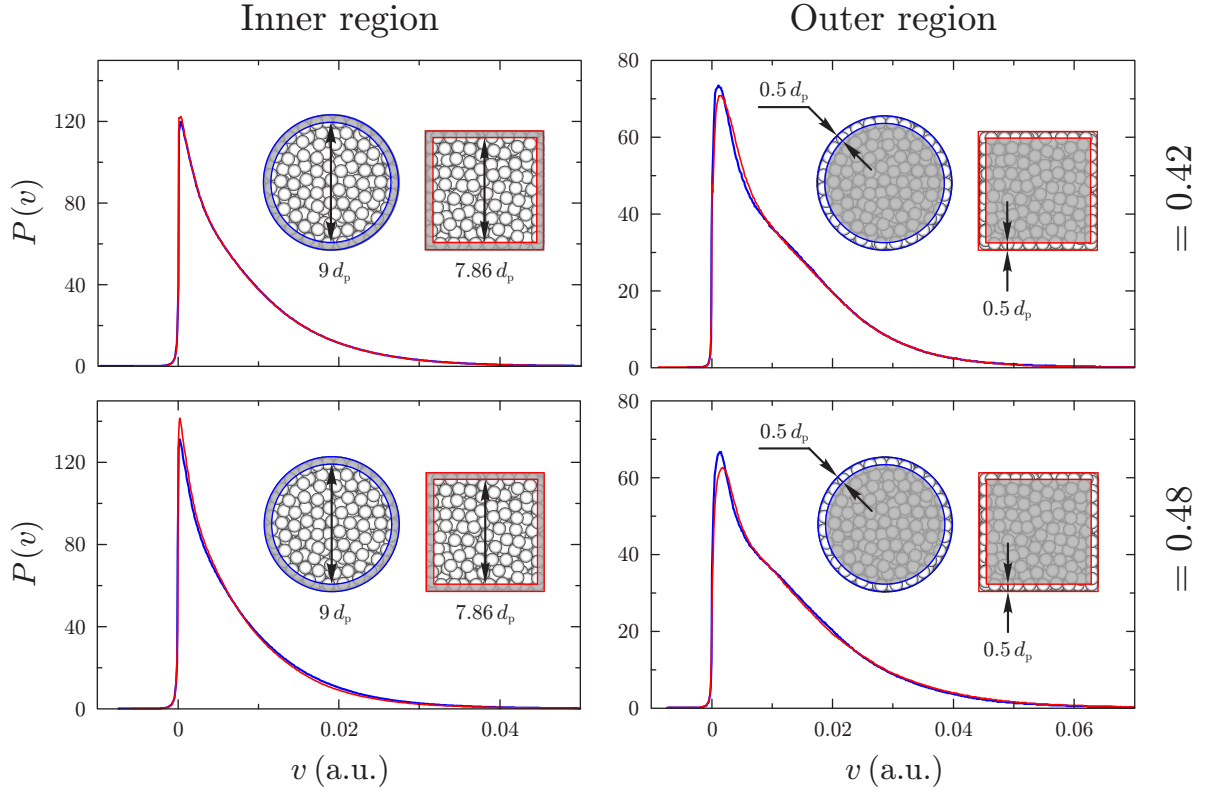 Inner region
Outer region
P (v)
0
40
80
120
9 dp
7.86 dp
0
20
40
60
80
0.5 dp
0.5 dp
= 0.42
P (v)
0
40
80
120
9 dp
7.86 dp
0
0.02
0.04
v (a.u.)
0
20
40
60
80
0.5 dp
0.5 dp
0
0.02
0.04
0.06
v (a.u.)
= 0.48